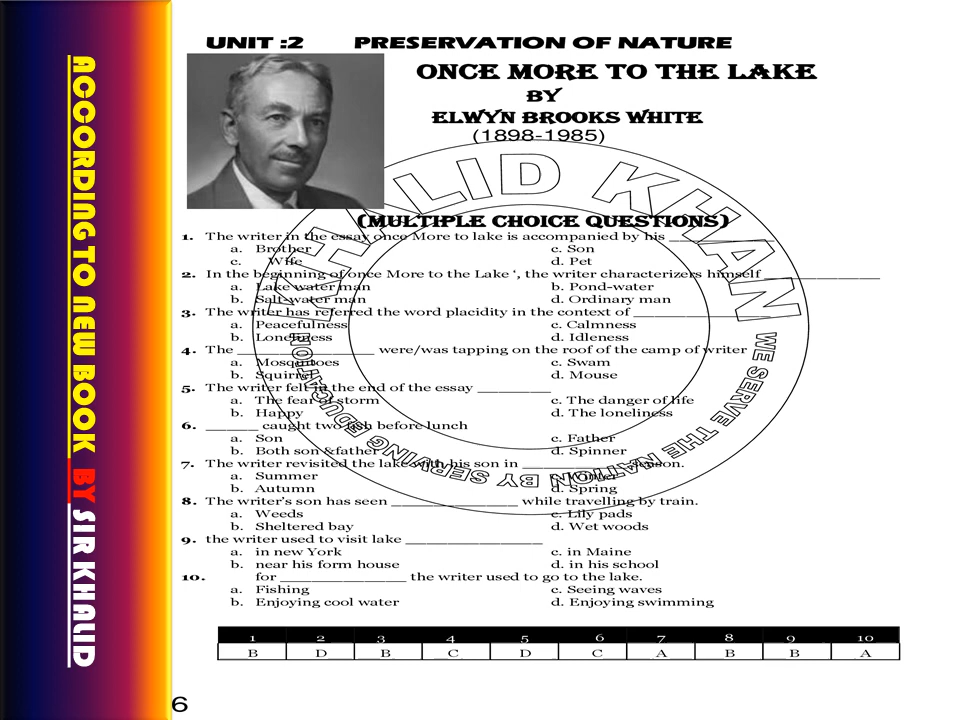 ACCORDING TO NEW BOOK BY SIR KHALID
UNIT :2 PRESERVATION OF NATURE
ONCE MORE TO THE LAKE
BY
ELWYN BROOKS WHITE
(1898-1985)
KHALID KHAN
WE SERVE THE NATION BY SERVING EDUCATION
(MULTIPLE CHOICE QUESTIONS)
1. The writer in the essay once More to lake is accompanied by his ______________
a. Brother c. Son
c. Wife d. Pet
2. In the beginning of once More to the Lake ‘, the writer characterizers himself ________________
a. Lake water man b. Pond-water
b. Salt-water man d. Ordinary man
3. The writer has referred the word placidity in the context of ___________________
a. Peacefulness c. Calmness
b. Loneliness d. Idleness
4. The _________________ were/was tapping on the roof of the camp of writer
a. Mosquitoes c. Swam
b. Squirrel d. Mouse
5. The writer felt in the end of the essay _________
a. The fear of storm c. The danger of life
b. Happy d. The loneliness
6. ______ caught two fish before lunch
a. Son c. Father
b. Both son &father d. Spinner
7. The writer revisited the lake with his son in _____________ season.
a. Summer c. Winter
b. Autumn d. Spring
8. The writer’s son has seen ________________ while travelling by train.
a. Weeds c. Lily pads
b. Sheltered bay d. Wet woods
9. the writer used to visit lake _________________
a. in new York c. in Maine
b. near his form house d. in his school
10. for ________________ the writer used to go to the lake.
a. Fishing c. Seeing waves
b. Enjoying cool water d. Enjoying swimming
1 2 3 4 5 6 7 8 9 10
B D B C D C A B B A
6